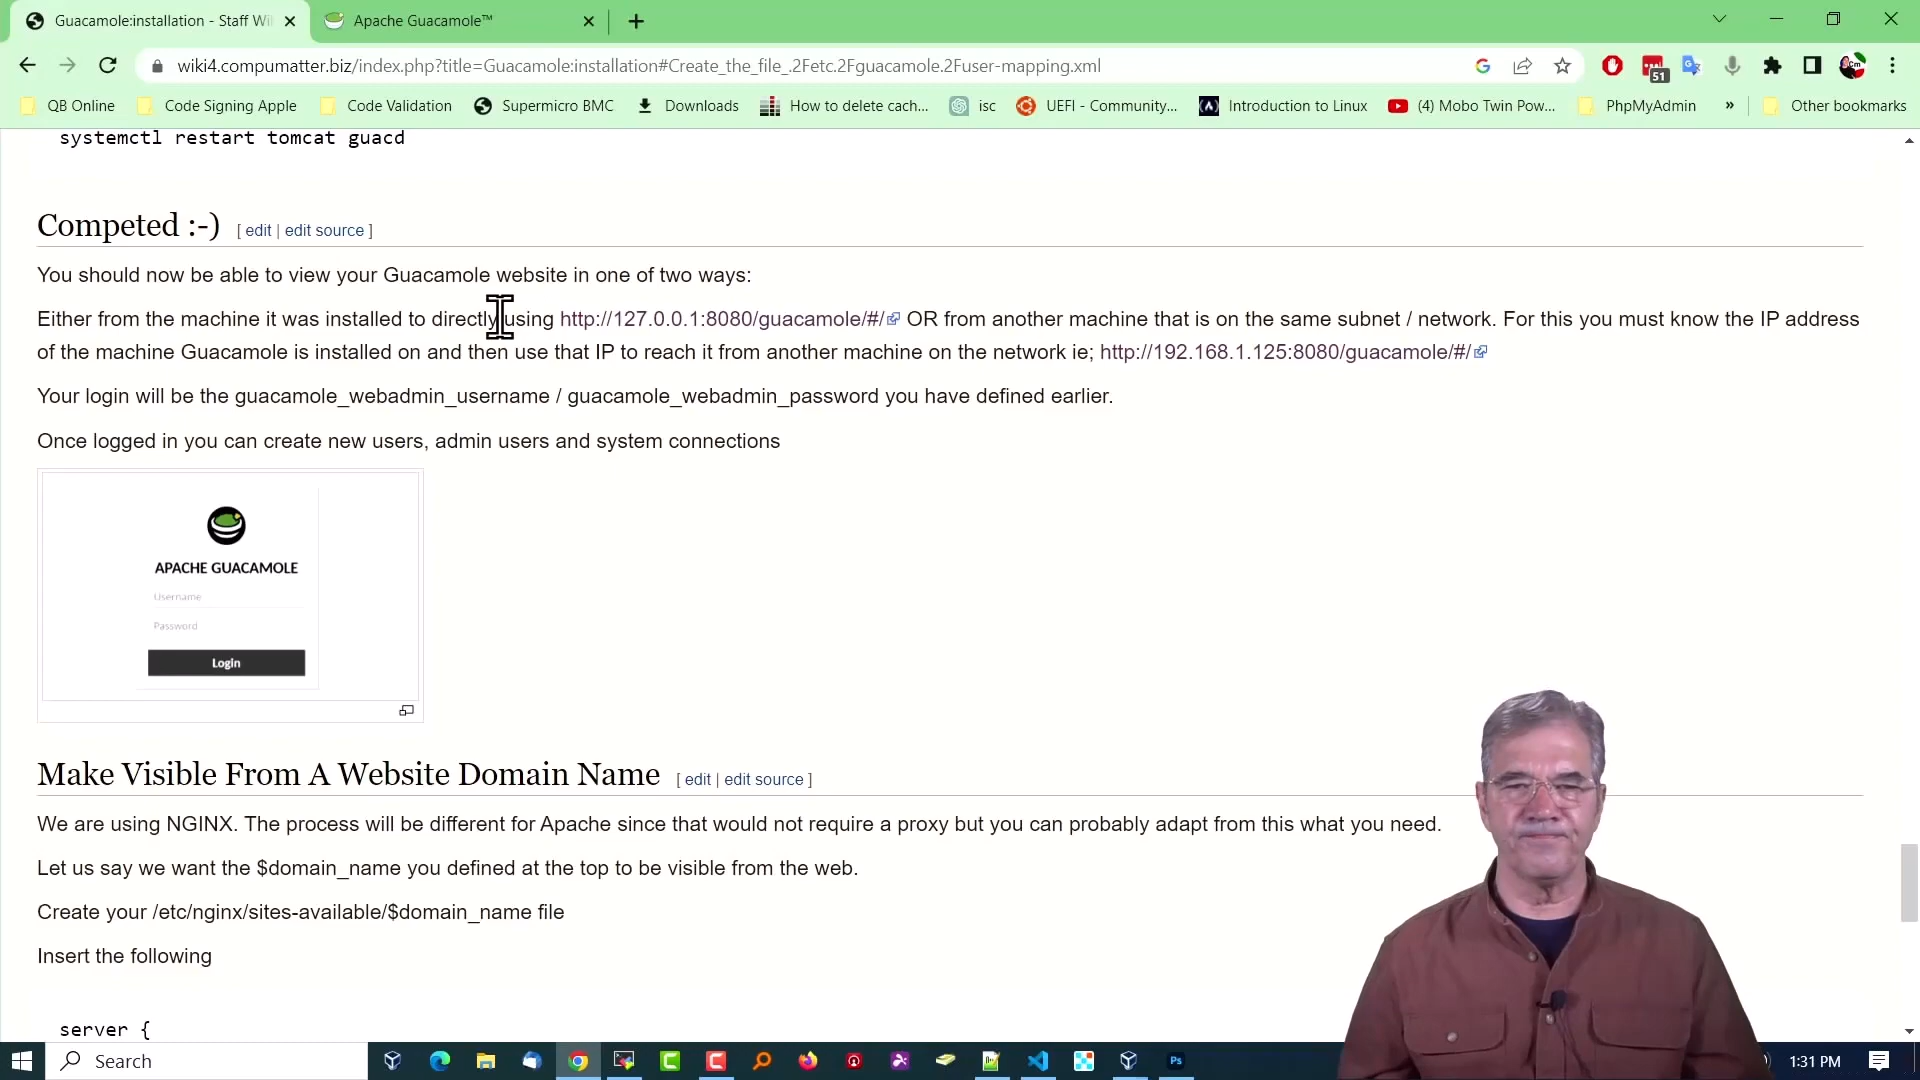 Guacamole:installation - Staff Wi
Apache Guacamole™
wiki4.compumatter.biz/index.php?title=Guacamole:installation#Create_the_file_.2Fetc.2Fguacamole.2Fuser-mapping.xml
51
QB Online
Code Signing Apple
Code Validation
Supermicro BMC
Downloads
How to delete cach...
isc
UEFI - Community...
Introduction to Linux
(4) Mobo Twin Pow...
PhpMyAdmin
»
Other bookmarks
systemctl restart tomcat guacd
Competed :-) [ edit | edit source ]
You should now be able to view your Guacamole website in one of two ways:
Either from the machine it was installed to directly using http://127.0.0.1:8080/guacamole/#/ OR from another machine that is on the same subnet / network. For this you must know the IP address
of the machine Guacamole is installed on and then use that IP to reach it from another machine on the network ie; http://192.168.1.125:8080/guacamole/#/
Your login will be the guacamole_webadmin_username / guacamole_webadmin_password you have defined earlier.
Once logged in you can create new users, admin users and system connections
APACHE GUACAMOLE
Username
Password
Login
Make Visible From A Website Domain Name [ edit | edit source ]
We are using NGINX. The process will be different for Apache since that would not require a proxy but you can probably adapt from this what you need.
Let us say we want the $domain_name you defined at the top to be visible from the web.
Create your /etc/nginx/sites-available/$domain_name file
Insert the following
server {
Search
Ps
1:31 PM